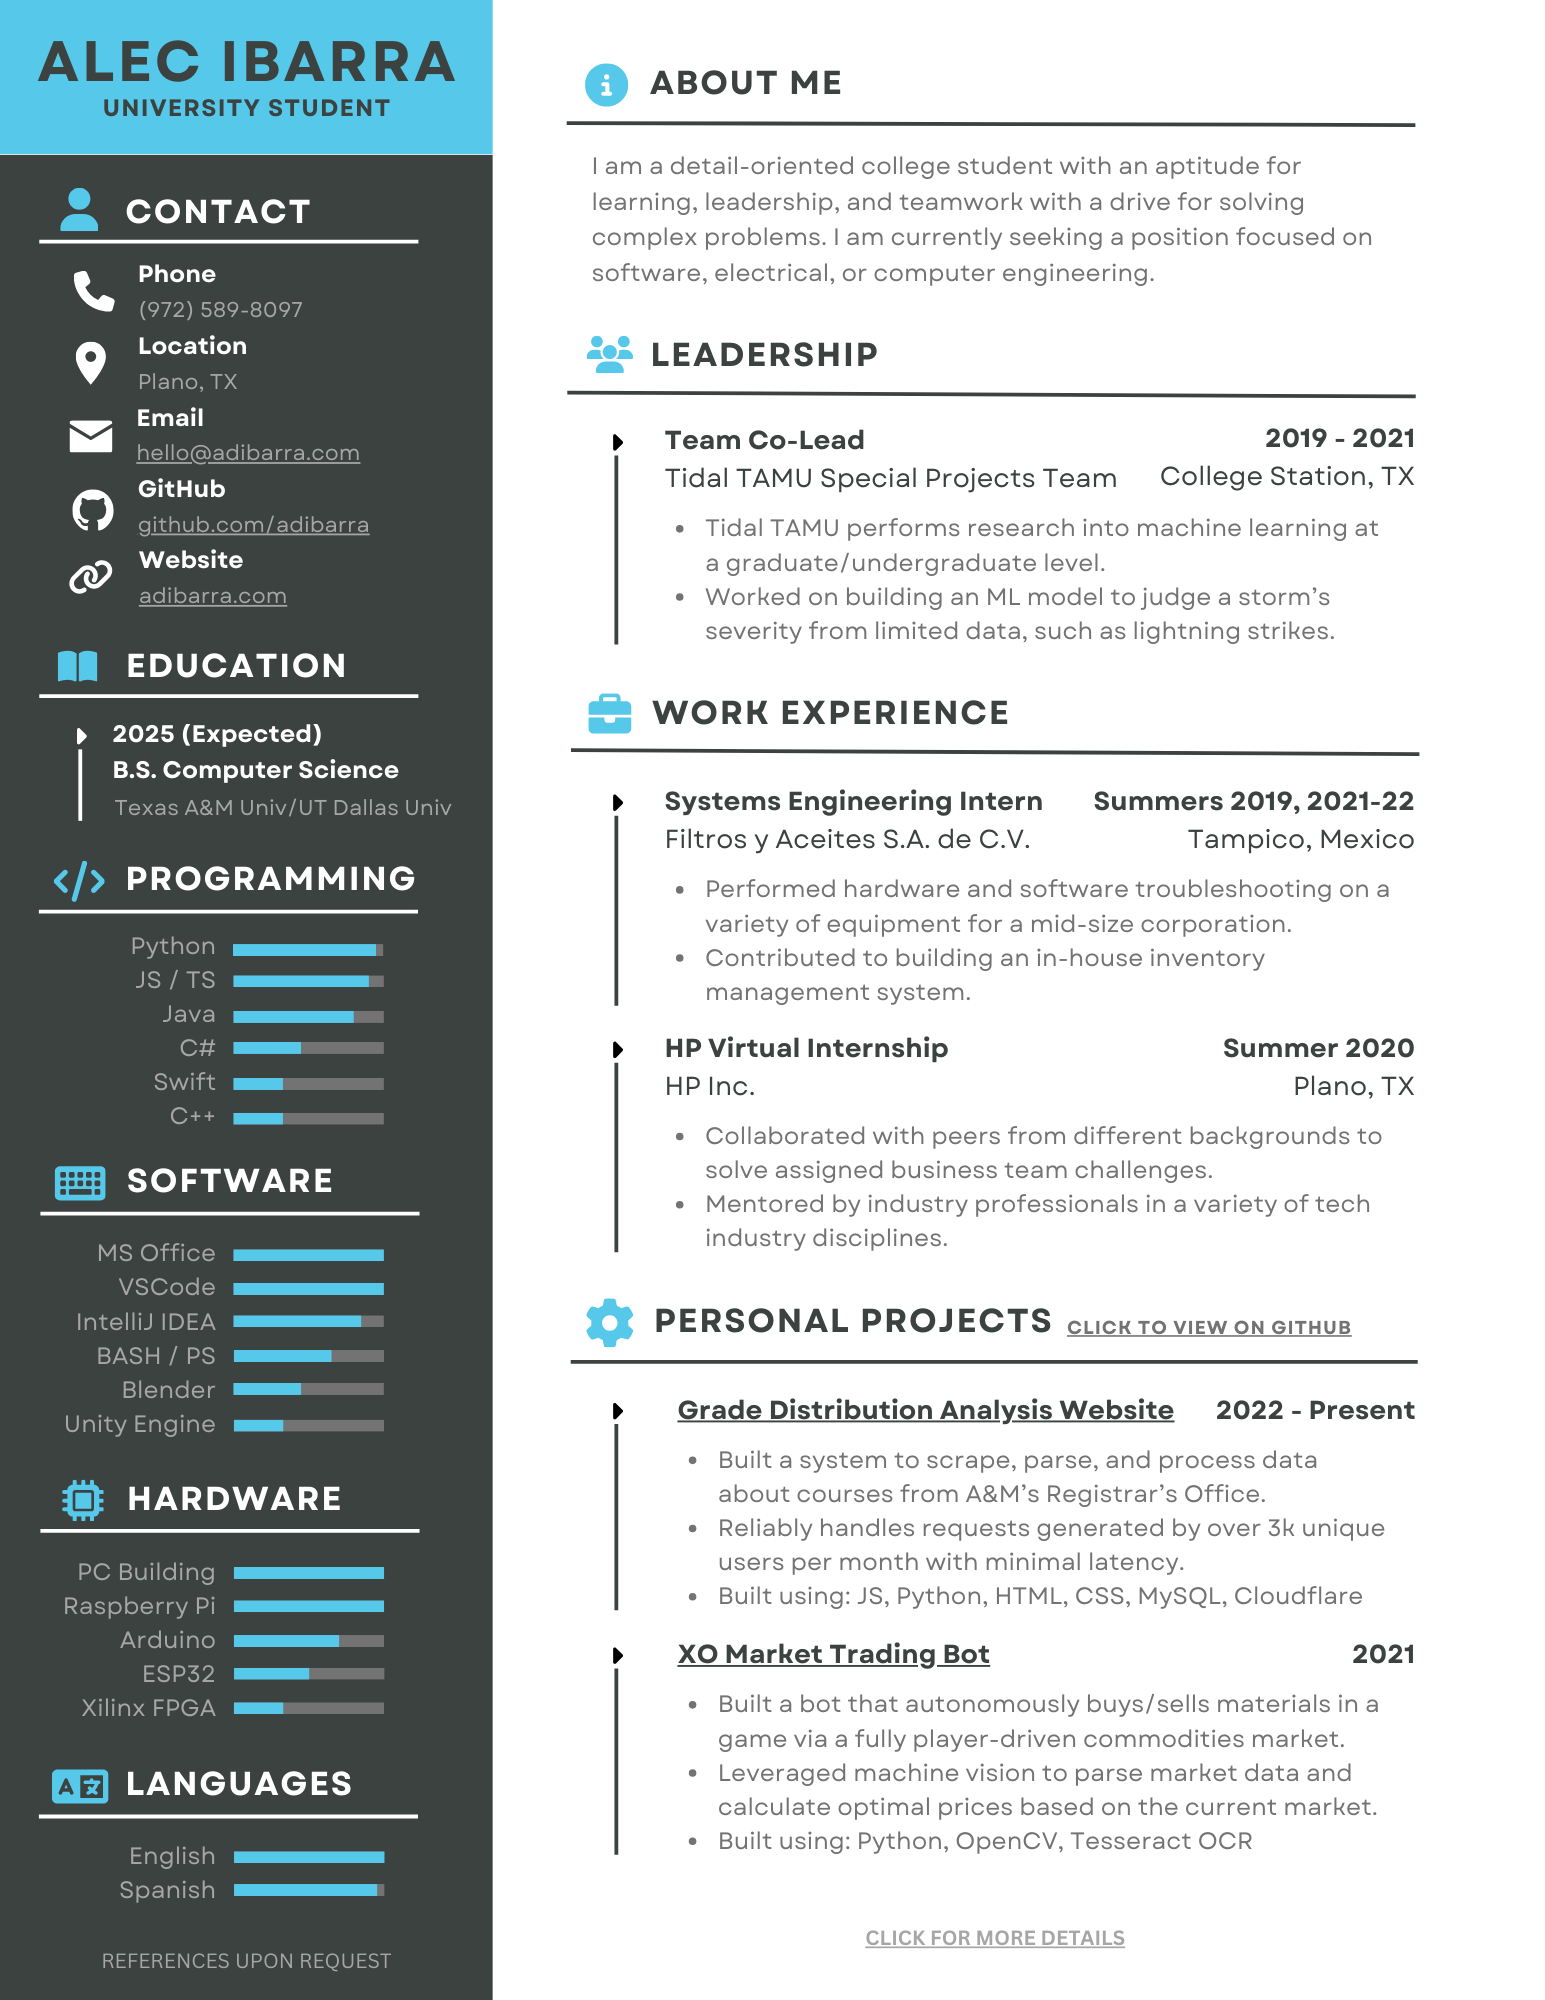 ALEC IBARRA
UNIVERSITY STUDENT
CONTACT
Phone
(972) 589-8097
Location
Plano, TX
Email
hello@adibarra.com
GitHub
github.com/adibarra
Website
adibarra.com
EDUCATION
2025 (Expected)
B.S. Computer Science
Texas A&M Univ/UT Dallas Univ
PROGRAMMING
Python
JS / TS
Java
C#
Swift
C++
SOFTWARE
MS Office
VSCode
IntelliJ IDEA
BASH / PS
Blender
Unity Engine
HARDWARE
PC Building
Raspberry Pi
Arduino
ESP32
Xilinx FPGA
LANGUAGES
English
Spanish
REFERENCES UPON REQUEST
ABOUT ME
I am a detail-oriented college student with an aptitude for
learning, leadership, and teamwork with a drive for solving
complex problems. I am currently seeking a position focused on
software, electrical, or computer engineering.
LEADERSHIP
Team Co-Lead 2019 - 2021
Tidal TAMU Special Projects Team College Station, TX
• Tidal TAMU performs research into machine learning at
a graduate/undergraduate level.
• Worked on building an ML model to judge a storm's
severity from limited data, such as lightning strikes.
WORK EXPERIENCE
Systems Engineering Intern Summers 2019, 2021-22
Filtros y Aceites S.A. de C.V. Tampico, Mexico
• Performed hardware and software troubleshooting on a
variety of equipment for a mid-size corporation.
• Contributed to building an in-house inventory
management system.
HP Virtual Internship Summer 2020
HP Inc. Plano, TX
• Collaborated with peers from different backgrounds to
solve assigned business team challenges.
• Mentored by industry professionals in a variety of tech
industry disciplines.
PERSONAL PROJECTS CLICK TO VIEW ON GITHUB
Grade Distribution Analysis Website 2022 - Present
• Built a system to scrape, parse, and process data
about courses from A&M's Registrar's Office.
• Reliably handles requests generated by over 3k unique
users per month with minimal latency.
• Built using: JS, Python, HTML, CSS, MySQL, Cloudflare
XO Market Trading Bot 2021
• Built a bot that autonomously buys/sells materials in a
game via a fully player-driven commodities market.
• Leveraged machine vision to parse market data and
calculate optimal prices based on the current market.
• Built using: Python, OpenCV, Tesseract OCR
CLICK FOR MORE DETAILS